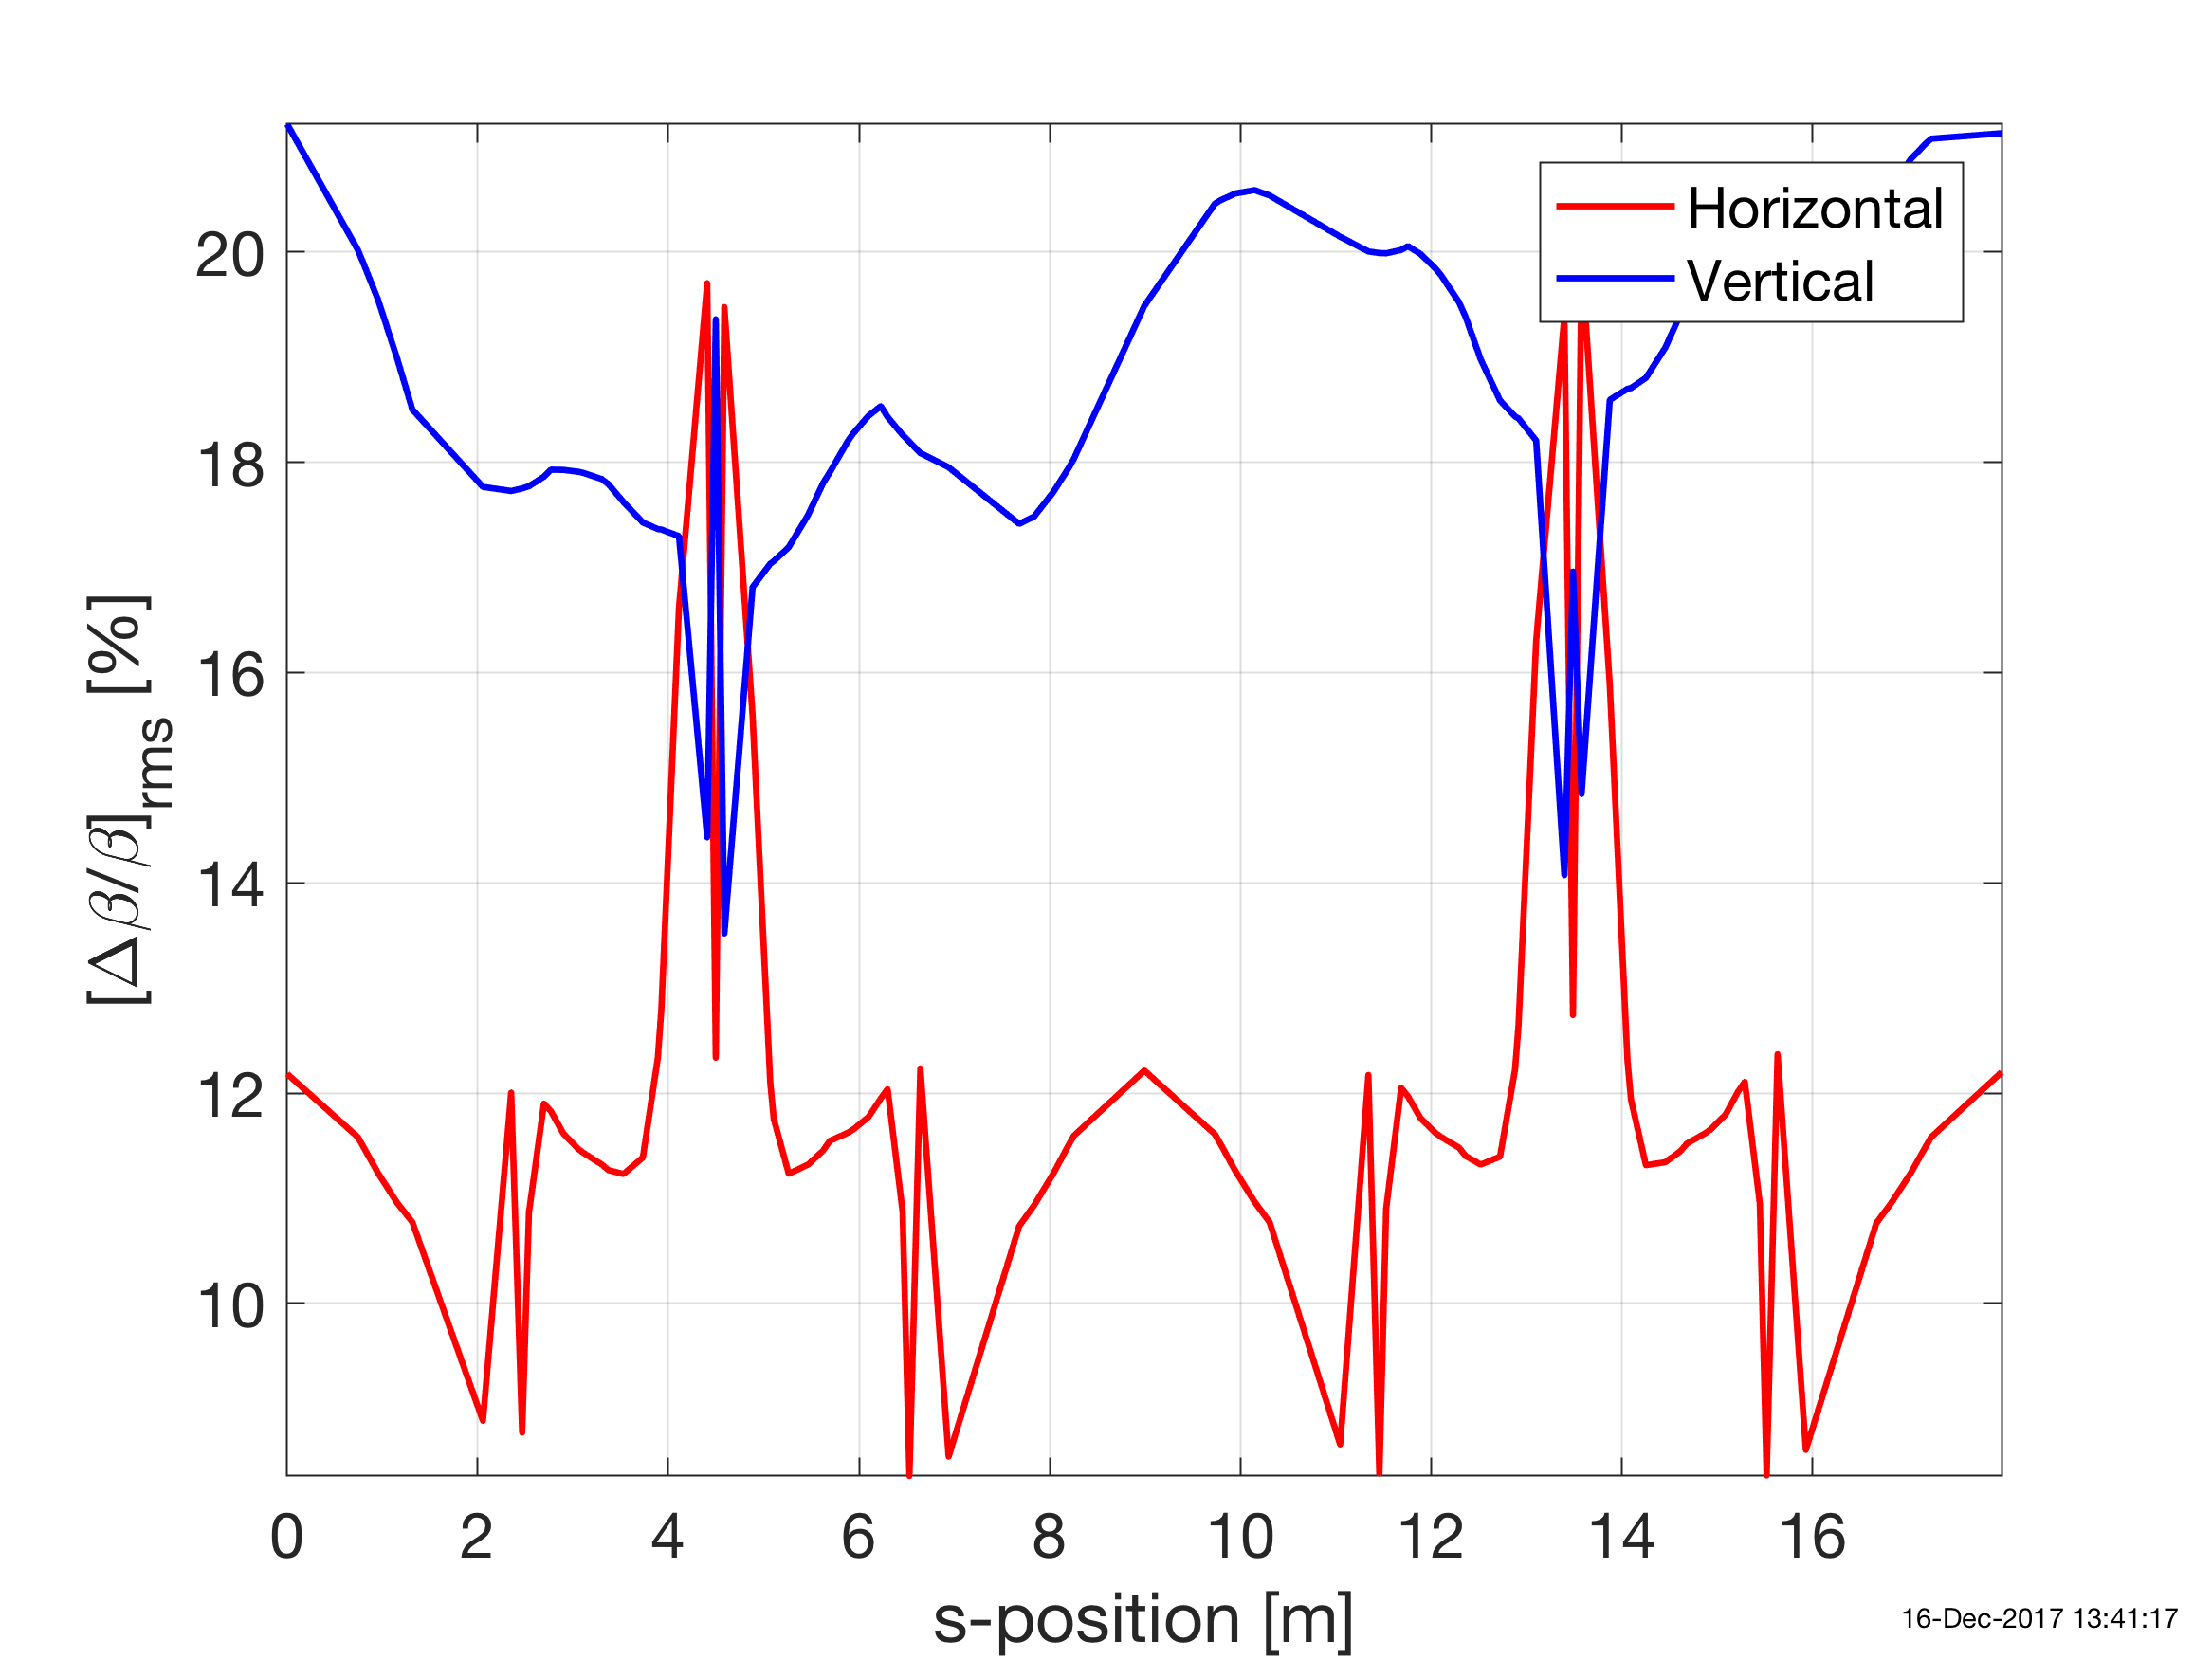 Horizontal
Vertical
20
18
16
14
12
10
[Δβ/β]rms [%]
0 2 4 6 8 10 12 14 16
s-position [m]
16-Dec-2017 13:41:17